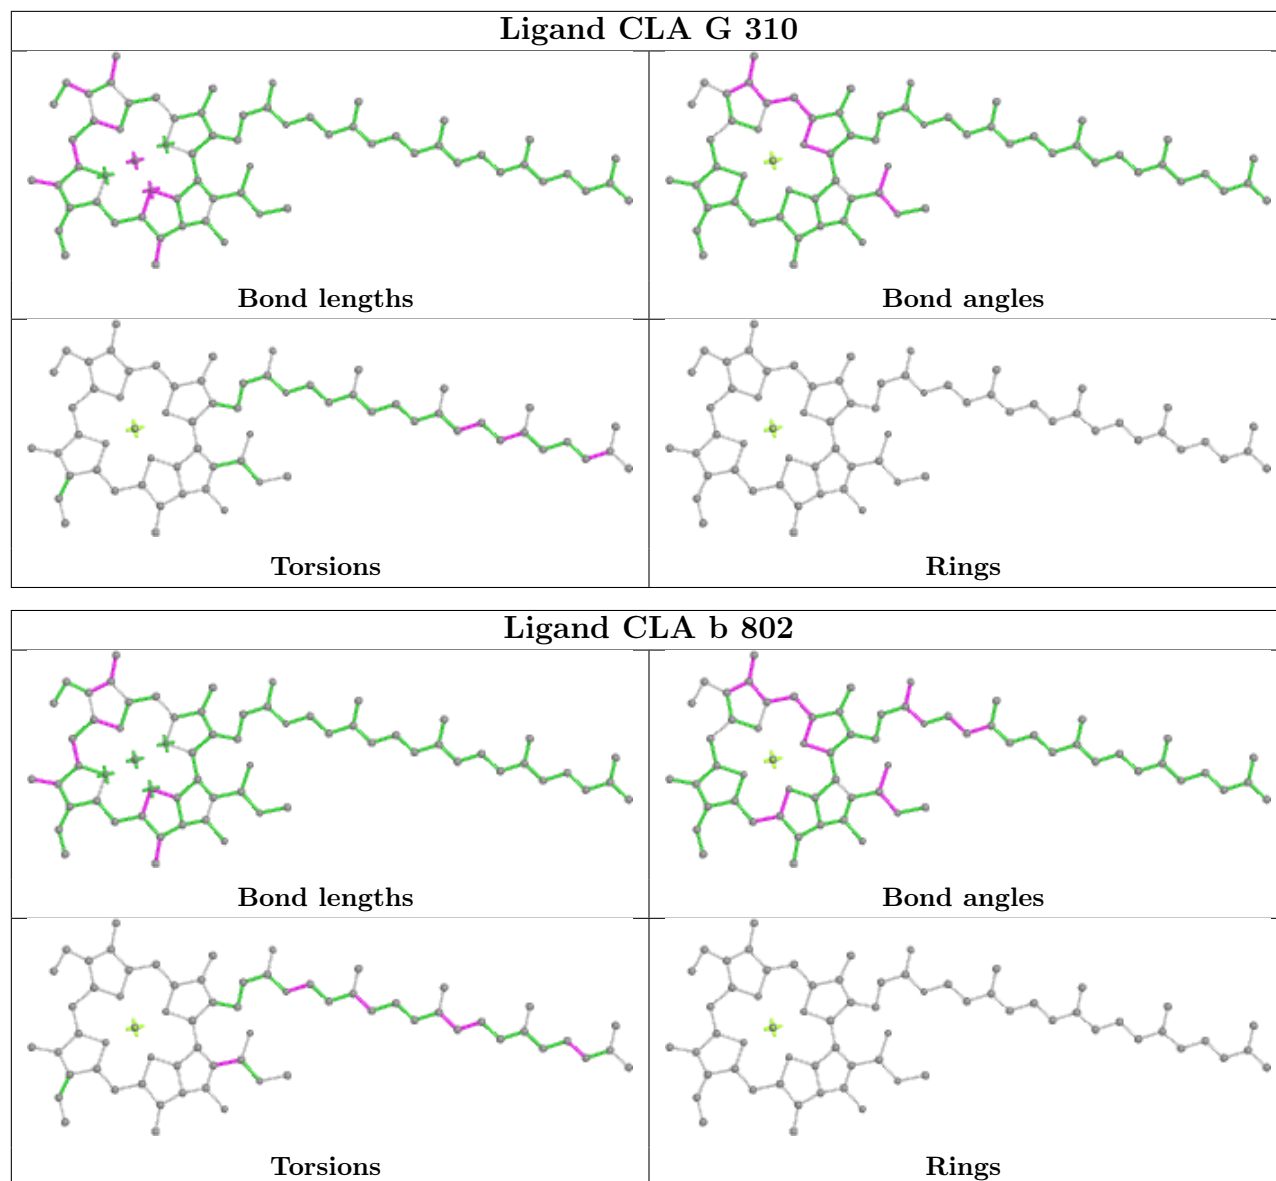 Ligand CLA G 310
Bond lengths
Bond angles
Torsions
Rings
Ligand CLA b 802
Bond lengths
Bond angles
Torsions
Rings